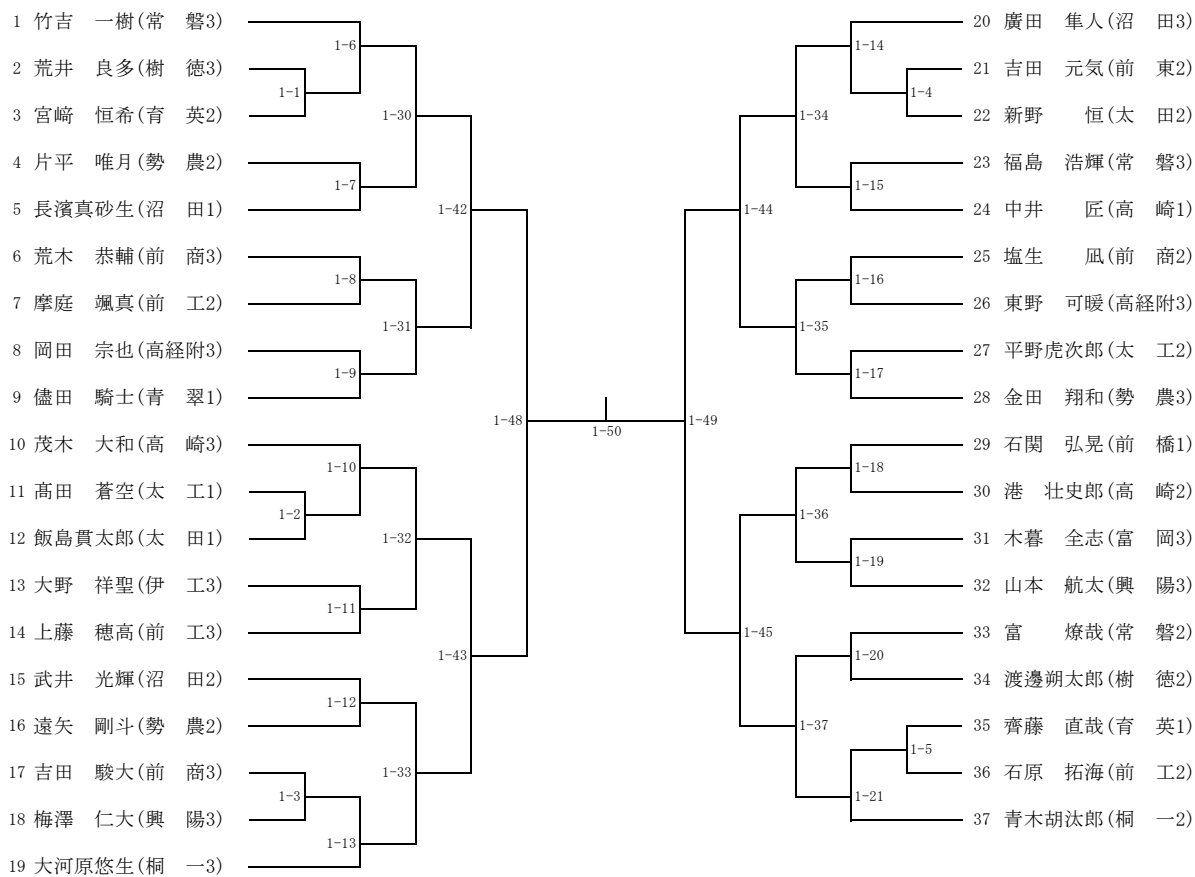 1 竹吉　一樹(常　磐3)
2 荒井　良多(樹　徳3)
3 宮﨑　恒希(育　英2)
4 片平　唯月(勢　農2)
5 長濱真砂生(沼　田1)
6 荒木　恭輔(前　商3)
7 摩庭　颯真(前　工2)
8 岡田　宗也(高経附3)
9 儘田　騎士(青　翠1)
10 茂木　大和(高　崎3)
11 髙田　蒼空(太　工1)
12 飯島貫太郎(太　田1)
13 大野　祥聖(伊　工3)
14 上藤　穂高(前　工3)
15 武井　光輝(沼　田2)
16 遠矢　剛斗(勢　農2)
17 吉田　駿大(前　商3)
18 梅澤　仁大(興　陽3)
19 大河原悠生(桐　一3)
1-6
1-1
1-7
1-8
1-9
1-10
1-2
1-11
1-12
1-3
1-13
1-30
1-31
1-32
1-33
1-42
1-43
1-48
1-50
1-49
1-44
1-45
1-34
1-35
1-36
1-37
1-14
1-4
1-15
1-16
1-17
1-18
1-19
1-20
1-5
1-21
20 廣田　隼人(沼　田3)
21 吉田　元気(前　東2)
22 新野　　恒(太　田2)
23 福島　浩輝(常　磐3)
24 中井　　匠(高　崎1)
25 塩生　　凪(前　商2)
26 東野　可暖(高経附3)
27 平野虎次郎(太　工2)
28 金田　翔和(勢　農3)
29 石関　弘晃(前　橋1)
30 港　壮史郎(高　崎2)
31 木暮　全志(富　岡3)
32 山本　航太(興　陽3)
33 富　　燎哉(常　磐2)
34 渡邊朔太郎(樹　徳2)
35 齊藤　直哉(育　英1)
36 石原　拓海(前　工2)
37 青木胡汰郎(桐　一2)